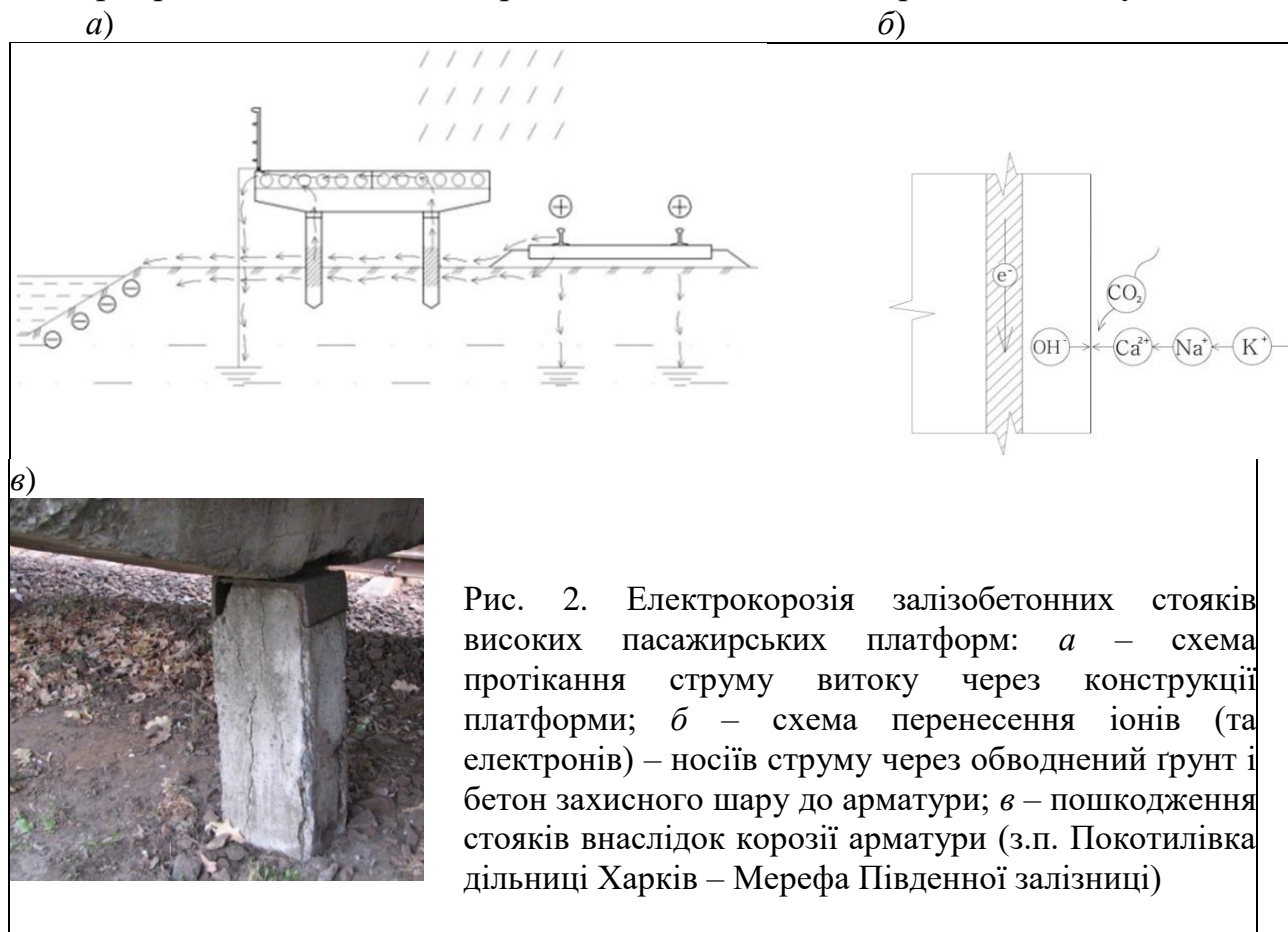 а) б)
e⁻ CO₂
OH⁻ Ca²⁺ Na⁺ K⁺
в)
Рис. 2. Електрокорозія залізобетонних стояків
високих пасажирських платформ: а – схема
протікання струму витоку через конструкції
платформи; б – схема перенесення іонів (та
електронів) – носіїв струму через обводнений ґрунт і
бетон захисного шару до арматури; в – пошкодження
стояків внаслідок корозії арматури (з.п. Покотилівка
дільниці Харків – Мерефа Південної залізниці)